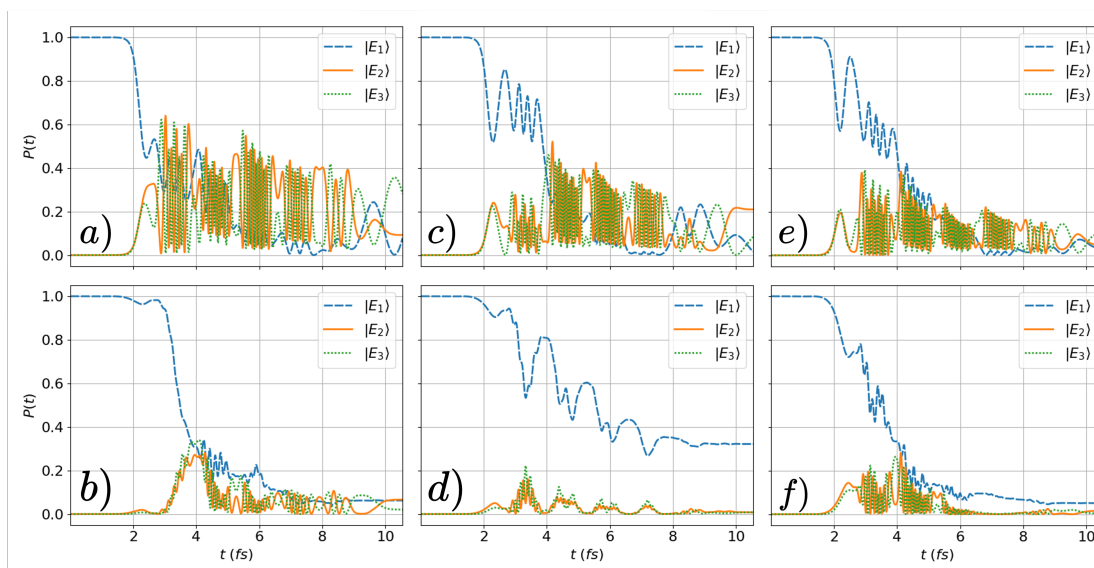 1.0
0.8
0.6
0.4
0.2
0.0
P(t)
|E₁⟩
|E₂⟩
|E₃⟩
a)
|E₁⟩
|E₂⟩
|E₃⟩
c)
|E₁⟩
|E₂⟩
|E₃⟩
e)
1.0
0.8
0.6
0.4
0.2
0.0
P(t)
|E₁⟩
|E₂⟩
|E₃⟩
b)
2 4 6 8 10
t (fs)
|E₁⟩
|E₂⟩
|E₃⟩
d)
2 4 6 8 10
t (fs)
|E₁⟩
|E₂⟩
|E₃⟩
f)
2 4 6 8 10
t (fs)